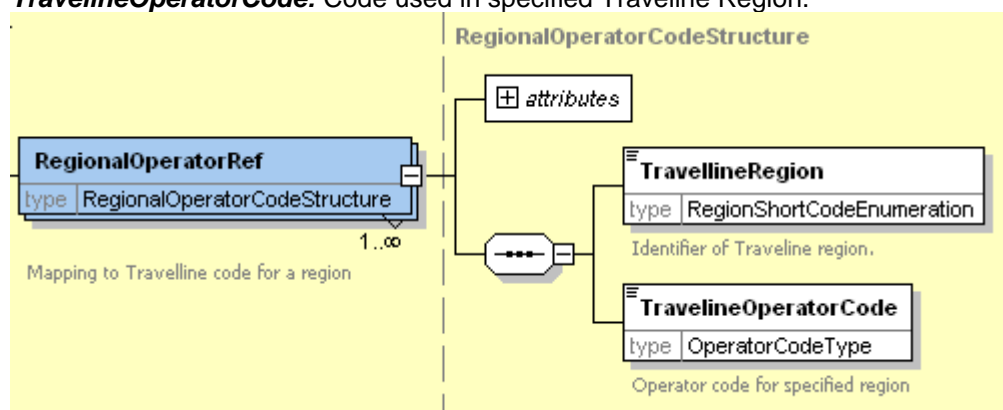 TravelineOperatorCode: Code used in specified Traveline Region.
RegionalOperatorCodeStructure
attributes
RegionalOperatorRef
type RegionalOperatorCodeStructure
1..∞
Mapping to Travelline code for a region
TravellineRegion
type RegionShortCodeEnumeration
Identifier of Traveline region.
TravelineOperatorCode
type OperatorCodeType
Operator code for specified region